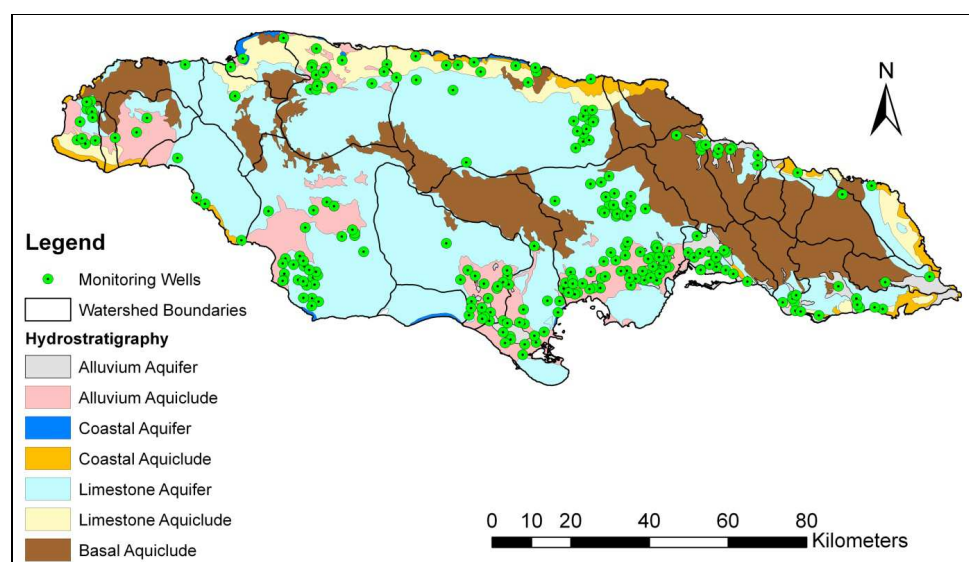 N
Legend
Monitoring Wells
Watershed Boundaries
Hydrostratigraphy
Alluvium Aquifer
Alluvium Aquiclude
Coastal Aquifer
Coastal Aquiclude
Limestone Aquifer
Limestone Aquiclude
Basal Aquiclude
0 10 20 40 60 80
Kilometers